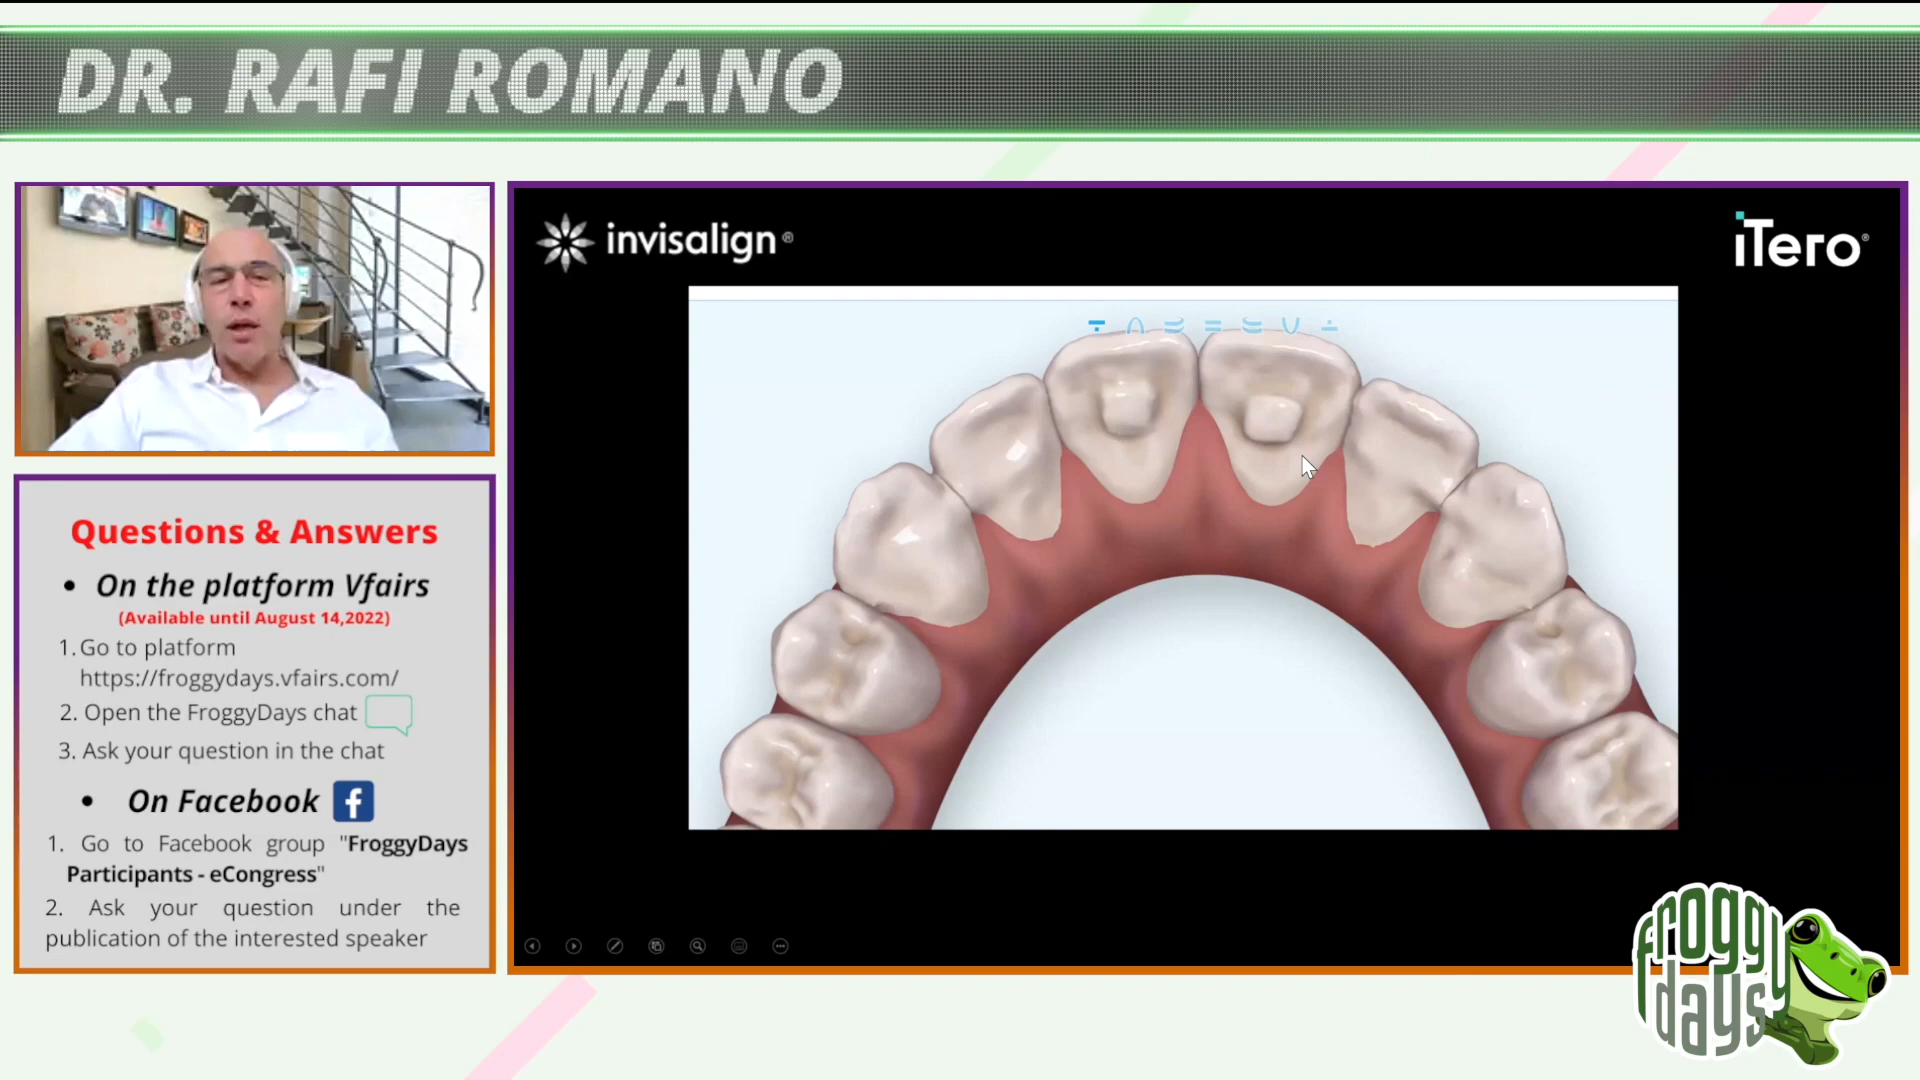 DR. RAFI ROMANO
invisalign®
iTero®
Questions & Answers
• On the platform Vfairs
(Available until August 14,2022)
1. Go to platform
https://froggydays.vfairs.com/
2. Open the FroggyDays chat
3. Ask your question in the chat
• On Facebook f
1. Go to Facebook group "FroggyDays
Participants - eCongress"
2. Ask your question under the
publication of the interested speaker
froggy
days